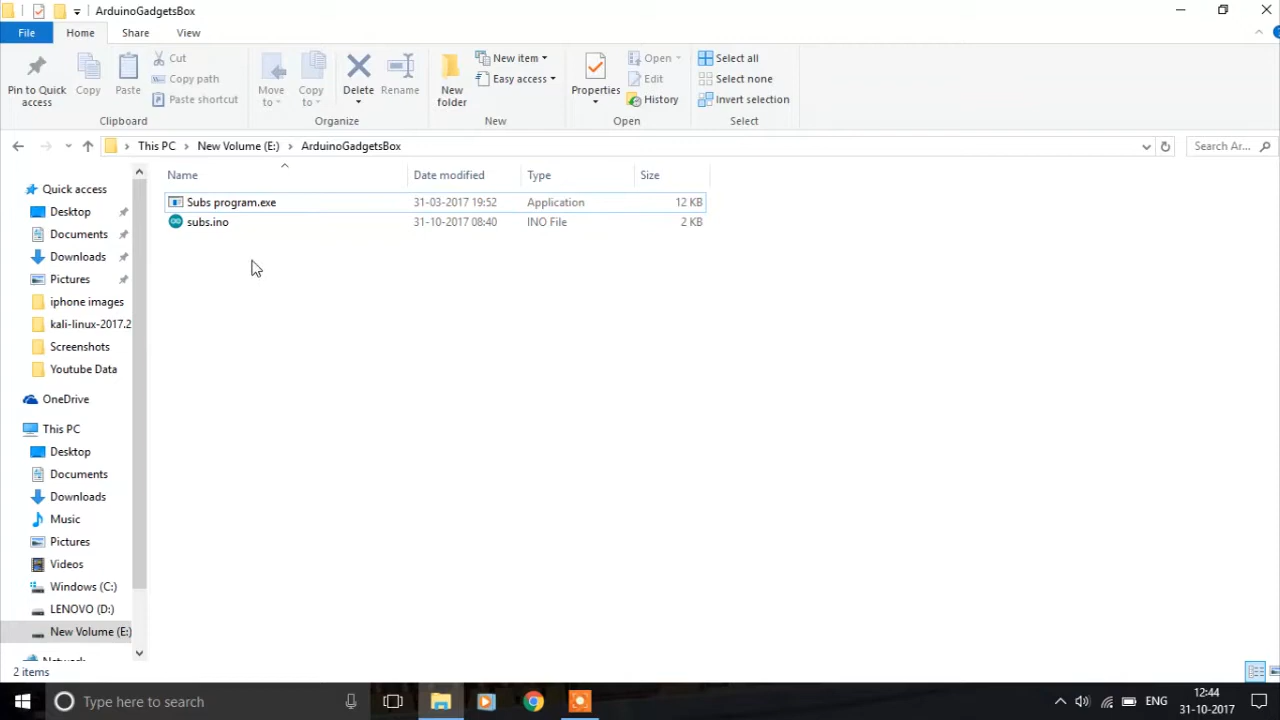 ArduinoGadgetsBox
File Home Share View
Pin to Quick access
Copy
Paste
Cut
Copy path
Paste shortcut
Clipboard
Move to
Copy to
Delete
Rename
Organize
New folder
New item
Easy access
New
Properties
Open
Edit
History
Open
Select all
Select none
Invert selection
Select
This PC New Volume (E:) ArduinoGadgetsBox
Search Ar...
Name Date modified Type Size
Subs program.exe 31-03-2017 19:52 Application 12 KB
subs.ino 31-10-2017 08:40 INO File 2 KB
Quick access
Desktop
Documents
Downloads
Pictures
iphone images
kali-linux-2017.2
Screenshots
Youtube Data
OneDrive
This PC
Desktop
Documents
Downloads
Music
Pictures
Videos
Windows (C:)
LENOVO (D:)
New Volume (E:)
Network
2 items
Type here to search
ENG
12:44
31-10-2017